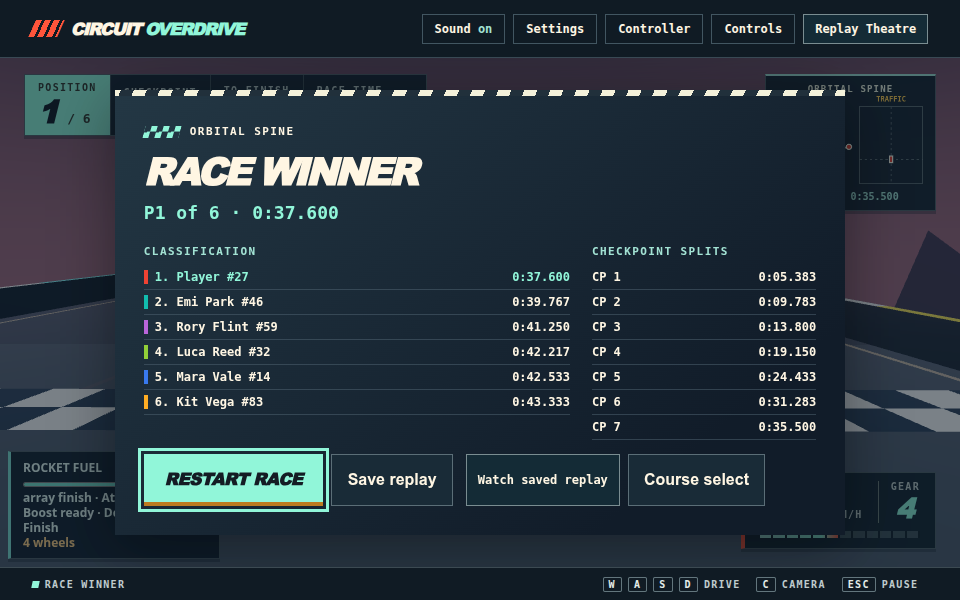 CIRCUIT OVERDRIVE
Sound on
Settings
Controller
Controls
Replay Theatre
POSITION
1 / 6
CHECKPOINT
TO FINISH
RACE TIME
ORBITAL SPINE
TRAFFIC
0:35.500
ORBITAL SPINE
RACE WINNER
P1 of 6 · 0:37.600
CLASSIFICATION
1. Player #27 0:37.600
2. Emi Park #46 0:39.767
3. Rory Flint #59 0:41.250
4. Luca Reed #32 0:42.217
5. Mara Vale #14 0:42.533
6. Kit Vega #83 0:43.333
CHECKPOINT SPLITS
CP 1 0:05.383
CP 2 0:09.783
CP 3 0:13.800
CP 4 0:19.150
CP 5 0:24.433
CP 6 0:31.283
CP 7 0:35.500
RESTART RACE
Save replay
Watch saved replay
Course select
ROCKET FUEL
array finish · At
Boost ready · D
Finish
4 wheels
GEAR
4
RACE WINNER
W A S D DRIVE
C CAMERA
ESC PAUSE